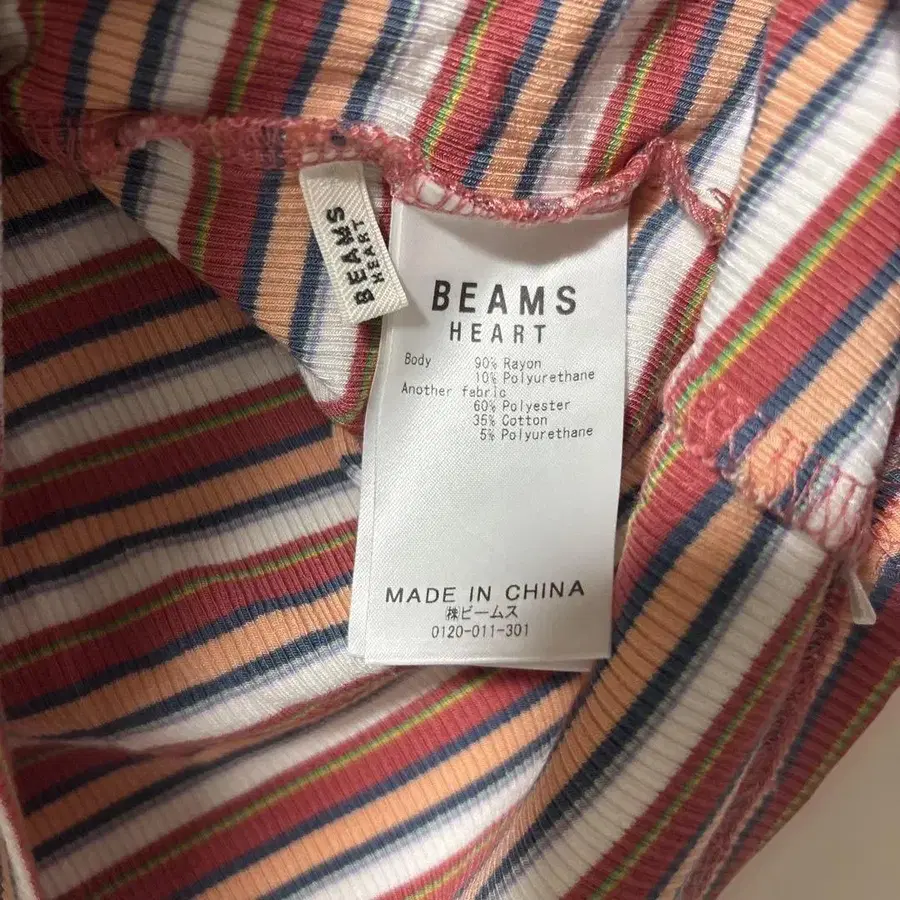 BEAMS
HEART
BEAMS
HEART
Body 90% Rayon
10% Polyurethane
Another fabric
60% Polyester
35% Cotton
5% Polyurethane
MADE IN CHINA
㈱ビームス
0120-011-301